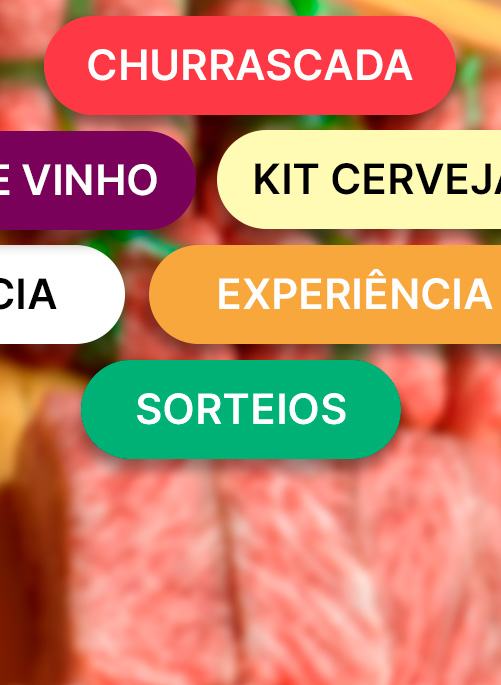 CHURRASCADA
E VINHO
KIT CERVEJA
CIA
EXPERIÊNCIA
SORTEIOS